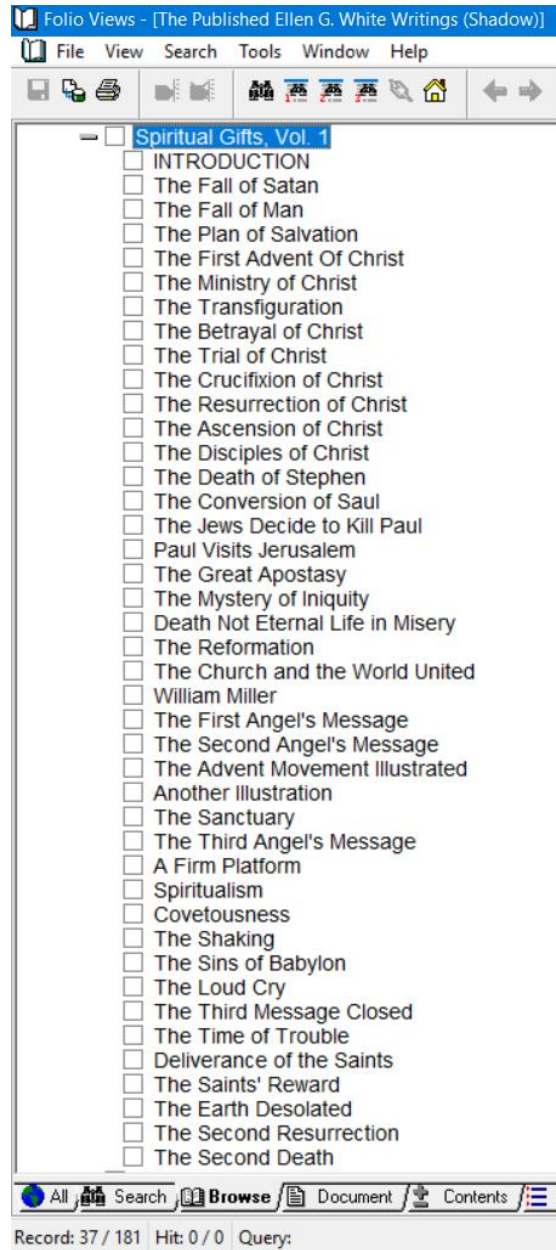 Folio Views - [The Published Ellen G. White Writings (Shadow)]
File View Search Tools Window Help
Spiritual Gifts, Vol. 1
INTRODUCTION
The Fall of Satan
The Fall of Man
The Plan of Salvation
The First Advent Of Christ
The Ministry of Christ
The Transfiguration
The Betrayal of Christ
The Trial of Christ
The Crucifixion of Christ
The Resurrection of Christ
The Ascension of Christ
The Disciples of Christ
The Death of Stephen
The Conversion of Saul
The Jews Decide to Kill Paul
Paul Visits Jerusalem
The Great Apostasy
The Mystery of Iniquity
Death Not Eternal Life in Misery
The Reformation
The Church and the World United
William Miller
The First Angel's Message
The Second Angel's Message
The Advent Movement Illustrated
Another Illustration
The Sanctuary
The Third Angel's Message
A Firm Platform
Spiritualism
Covetousness
The Shaking
The Sins of Babylon
The Loud Cry
The Third Message Closed
The Time of Trouble
Deliverance of the Saints
The Saints' Reward
The Earth Desolated
The Second Resurrection
The Second Death
All Search Browse Document Contents
Record: 37 / 181 Hit: 0 / 0 Query: